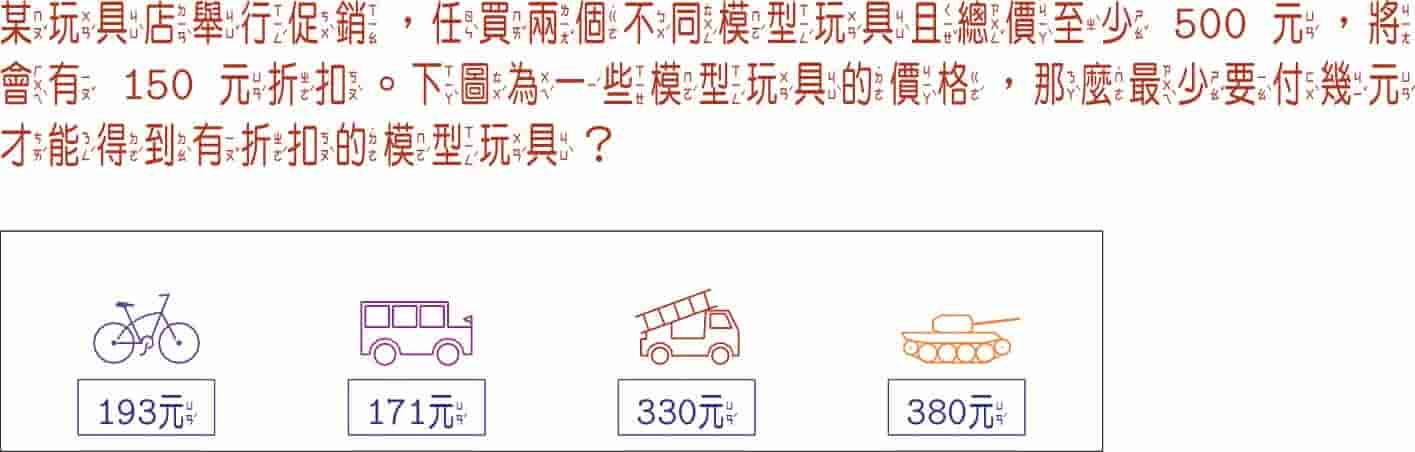 某玩具店舉行促銷，任買兩個不同模型玩具且總價至少 500 元，將
會有 150 元折扣。下圖為一些模型玩具的價格，那麼最少要付幾元
才能得到有折扣的模型玩具？
193元 171元 330元 380元